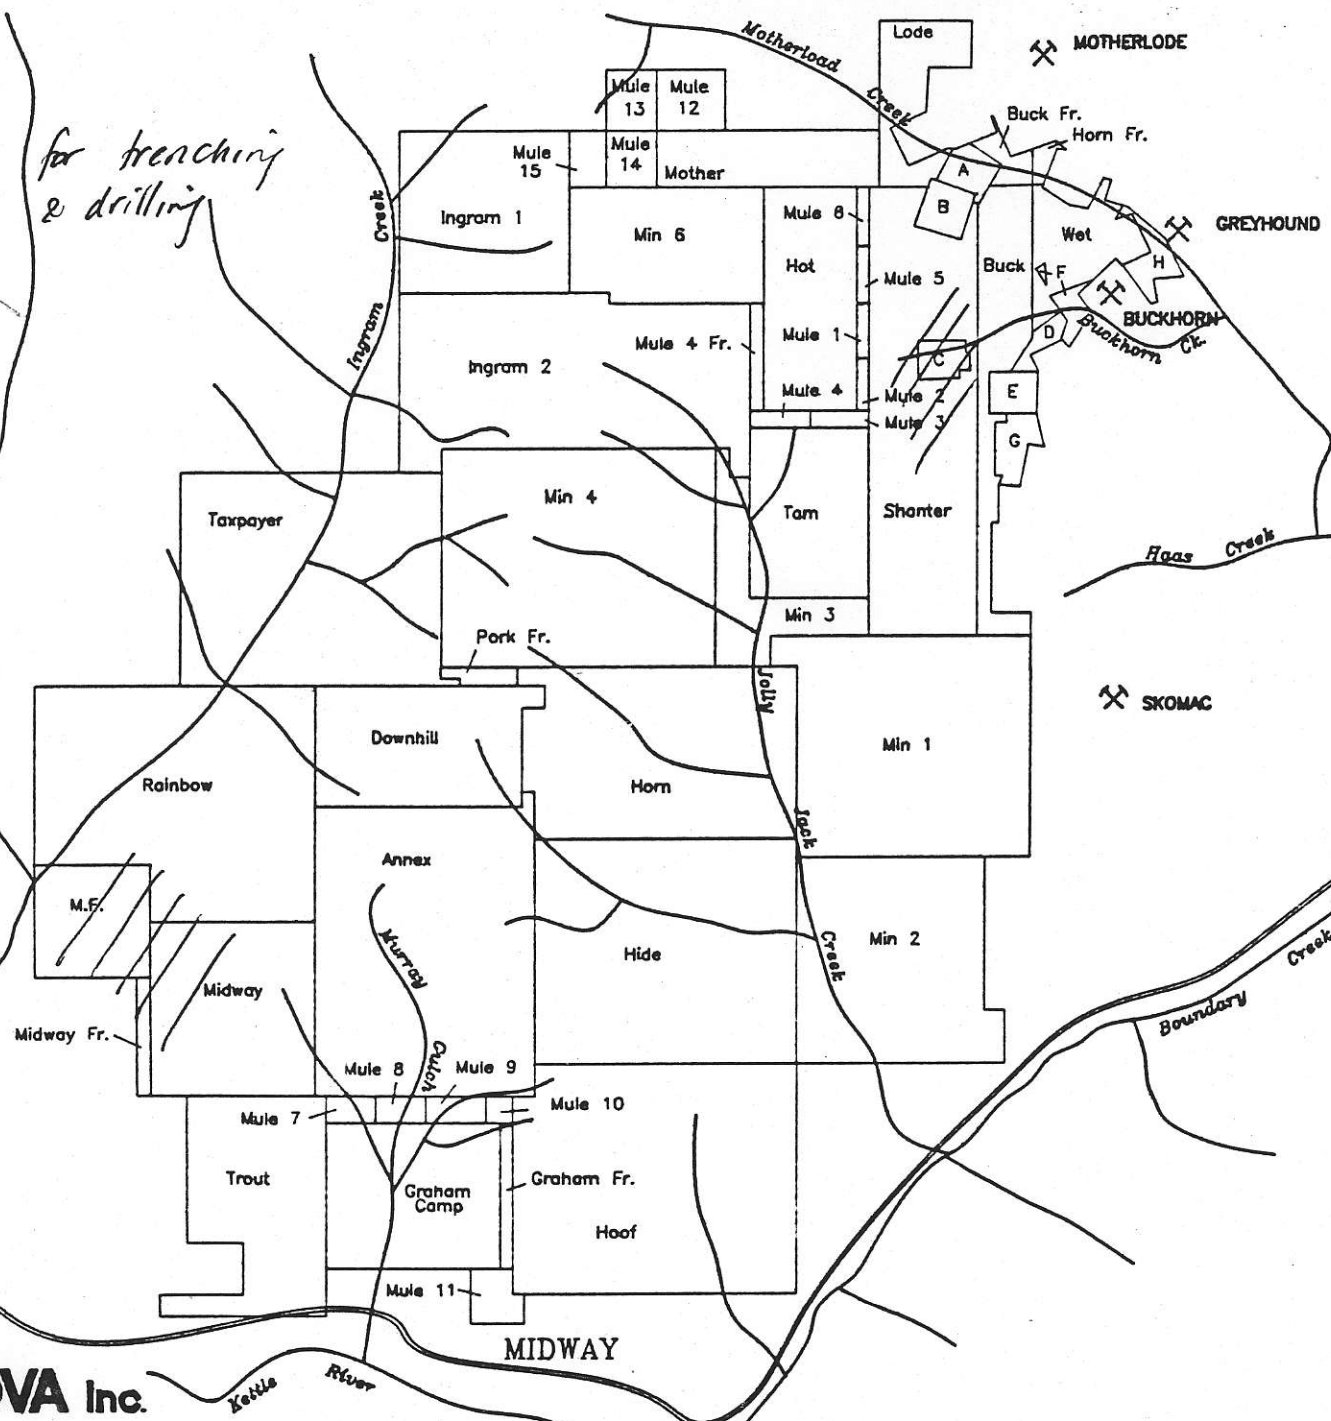 Lode
MOTHERLODE
Motherload
Creek
Mule 13
Mule 12
Buck Fr.
Horn Fr.
for trenching
& drilling
Mule 15
Mule 14
Mother
A
B
Ingram 1
Creek
Min 6
Mule 6
Wet
GREYHOUND
Hot
Mule 5
Buck
F
H
BUCKHORN
Ingram
Mule 4 Fr.
Mule 1
D
Buckhorn
Ck.
Ingram 2
C
Mule 4
Mule 2
E
Mule 3
G
Min 4
Taxpayer
Tam
Shanter
Haas
Creek
Min 3
Pork Fr.
Jolly
SKOMAC
Downhill
Min 1
Rainbow
Horn
Jack
Annex
M.F.
Murray
Min 2
Hide
Creek
Creek
Midway
Boundary
Midway Fr.
Gulch
Mule 8
Mule 9
Mule 7
Mule 10
Trout
Graham Fr.
Graham
Camp
Hoof
Mule 11
MIDWAY
Kettle
River
OVA Inc.